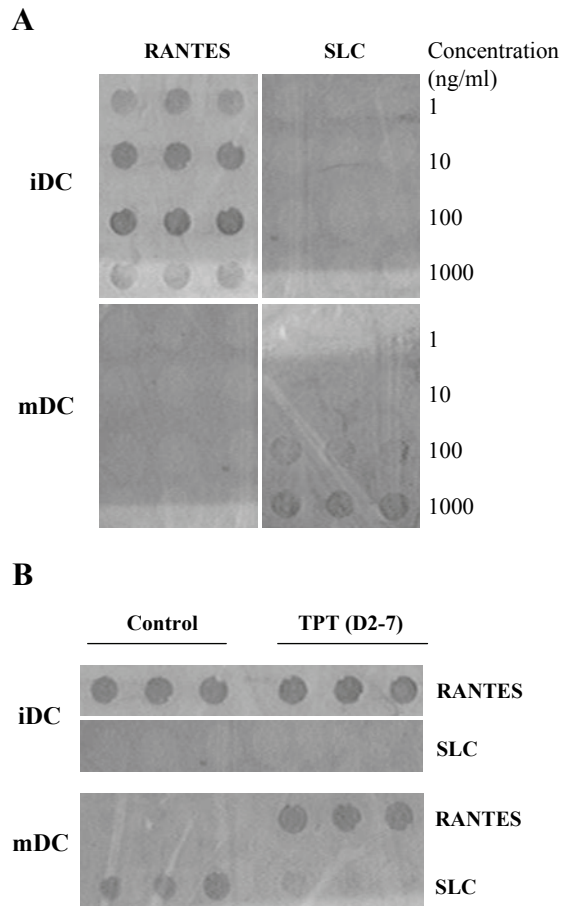 A
RANTES SLC Concentration
(ng/ml)
1
10
iDC
100
1000
1
10
mDC
100
1000
B
Control TPT (D2-7)
RANTES
iDC
SLC
RANTES
mDC
SLC